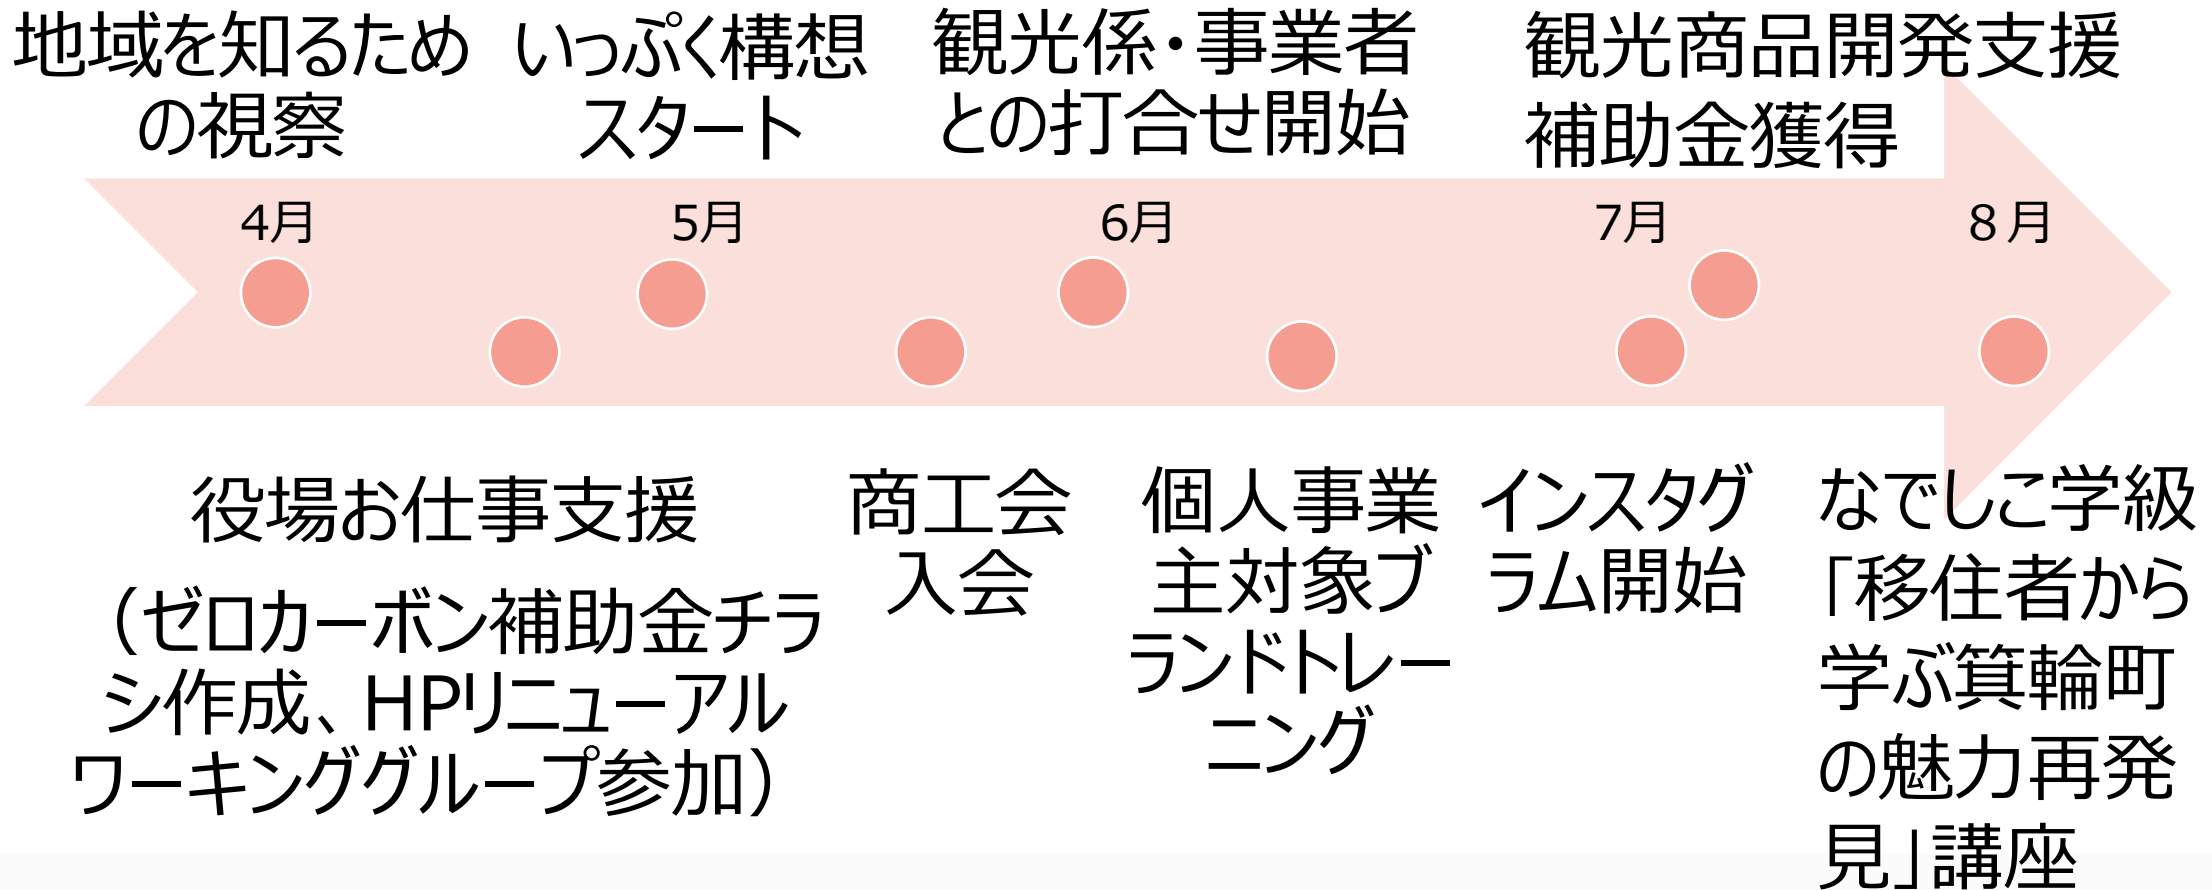 地域を知るため
の視察
いっぷく構想
スタート
観光係・事業者
との打合せ開始
観光商品開発支援
補助金獲得
4月
5月
6月
7月
8月
役場お仕事支援
（ゼロカーボン補助金チラ
シ作成、HPリニューアル
ワーキンググループ参加）
商工会
入会
個人事業
主対象ブ
ランドトレー
ニング
インスタグ
ラム開始
なでしこ学級
「移住者から
学ぶ箕輪町
の魅力再発
見」講座